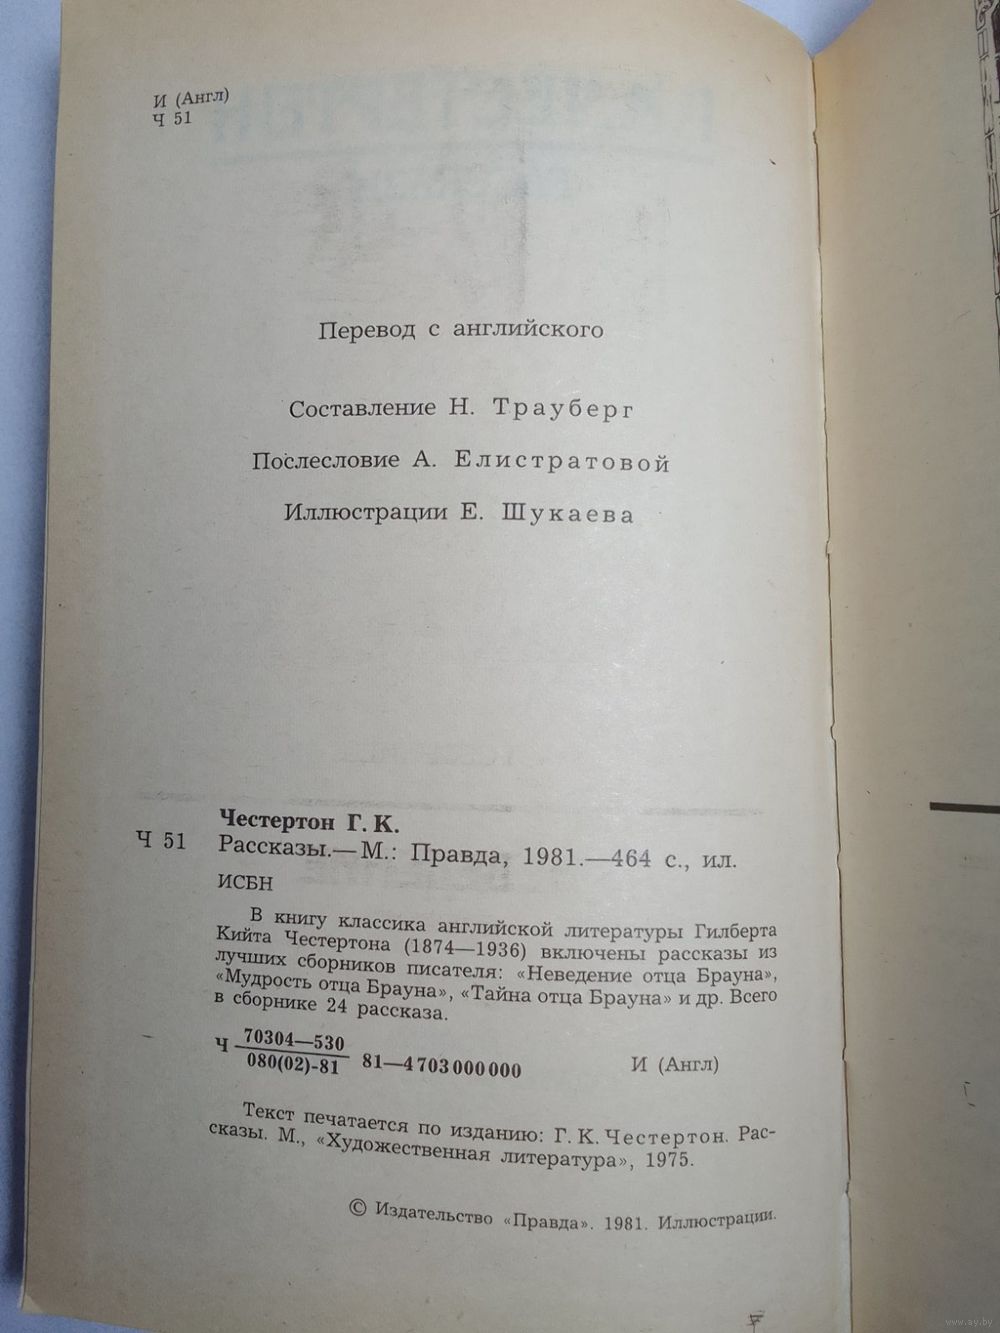 И (Англ)
Ч 51
Перевод с английского
Составление Н. Трауберг
Послесловие А. Елистратовой
Иллюстрации Е. Шукаева
Честертон Г. К.
Ч 51 Рассказы.— М.: Правда, 1981.—464 с., ил.
ИСБН
В книгу классика английской литературы Гилберта
Кийта Честертона (1874—1936) включены рассказы из
лучших сборников писателя: «Неведение отца Брауна»,
«Мудрость отца Брауна», «Тайна отца Брауна» и др. Всего
в сборнике 24 рассказа.
70304—530
Ч 81—4703000000 И (Англ)
080(02)-81
Текст печатается по изданию: Г. К. Честертон. Рас-
сказы. М., «Художественная литература», 1975.
© Издательство «Правда». 1981. Иллюстрации.
www.ay.by